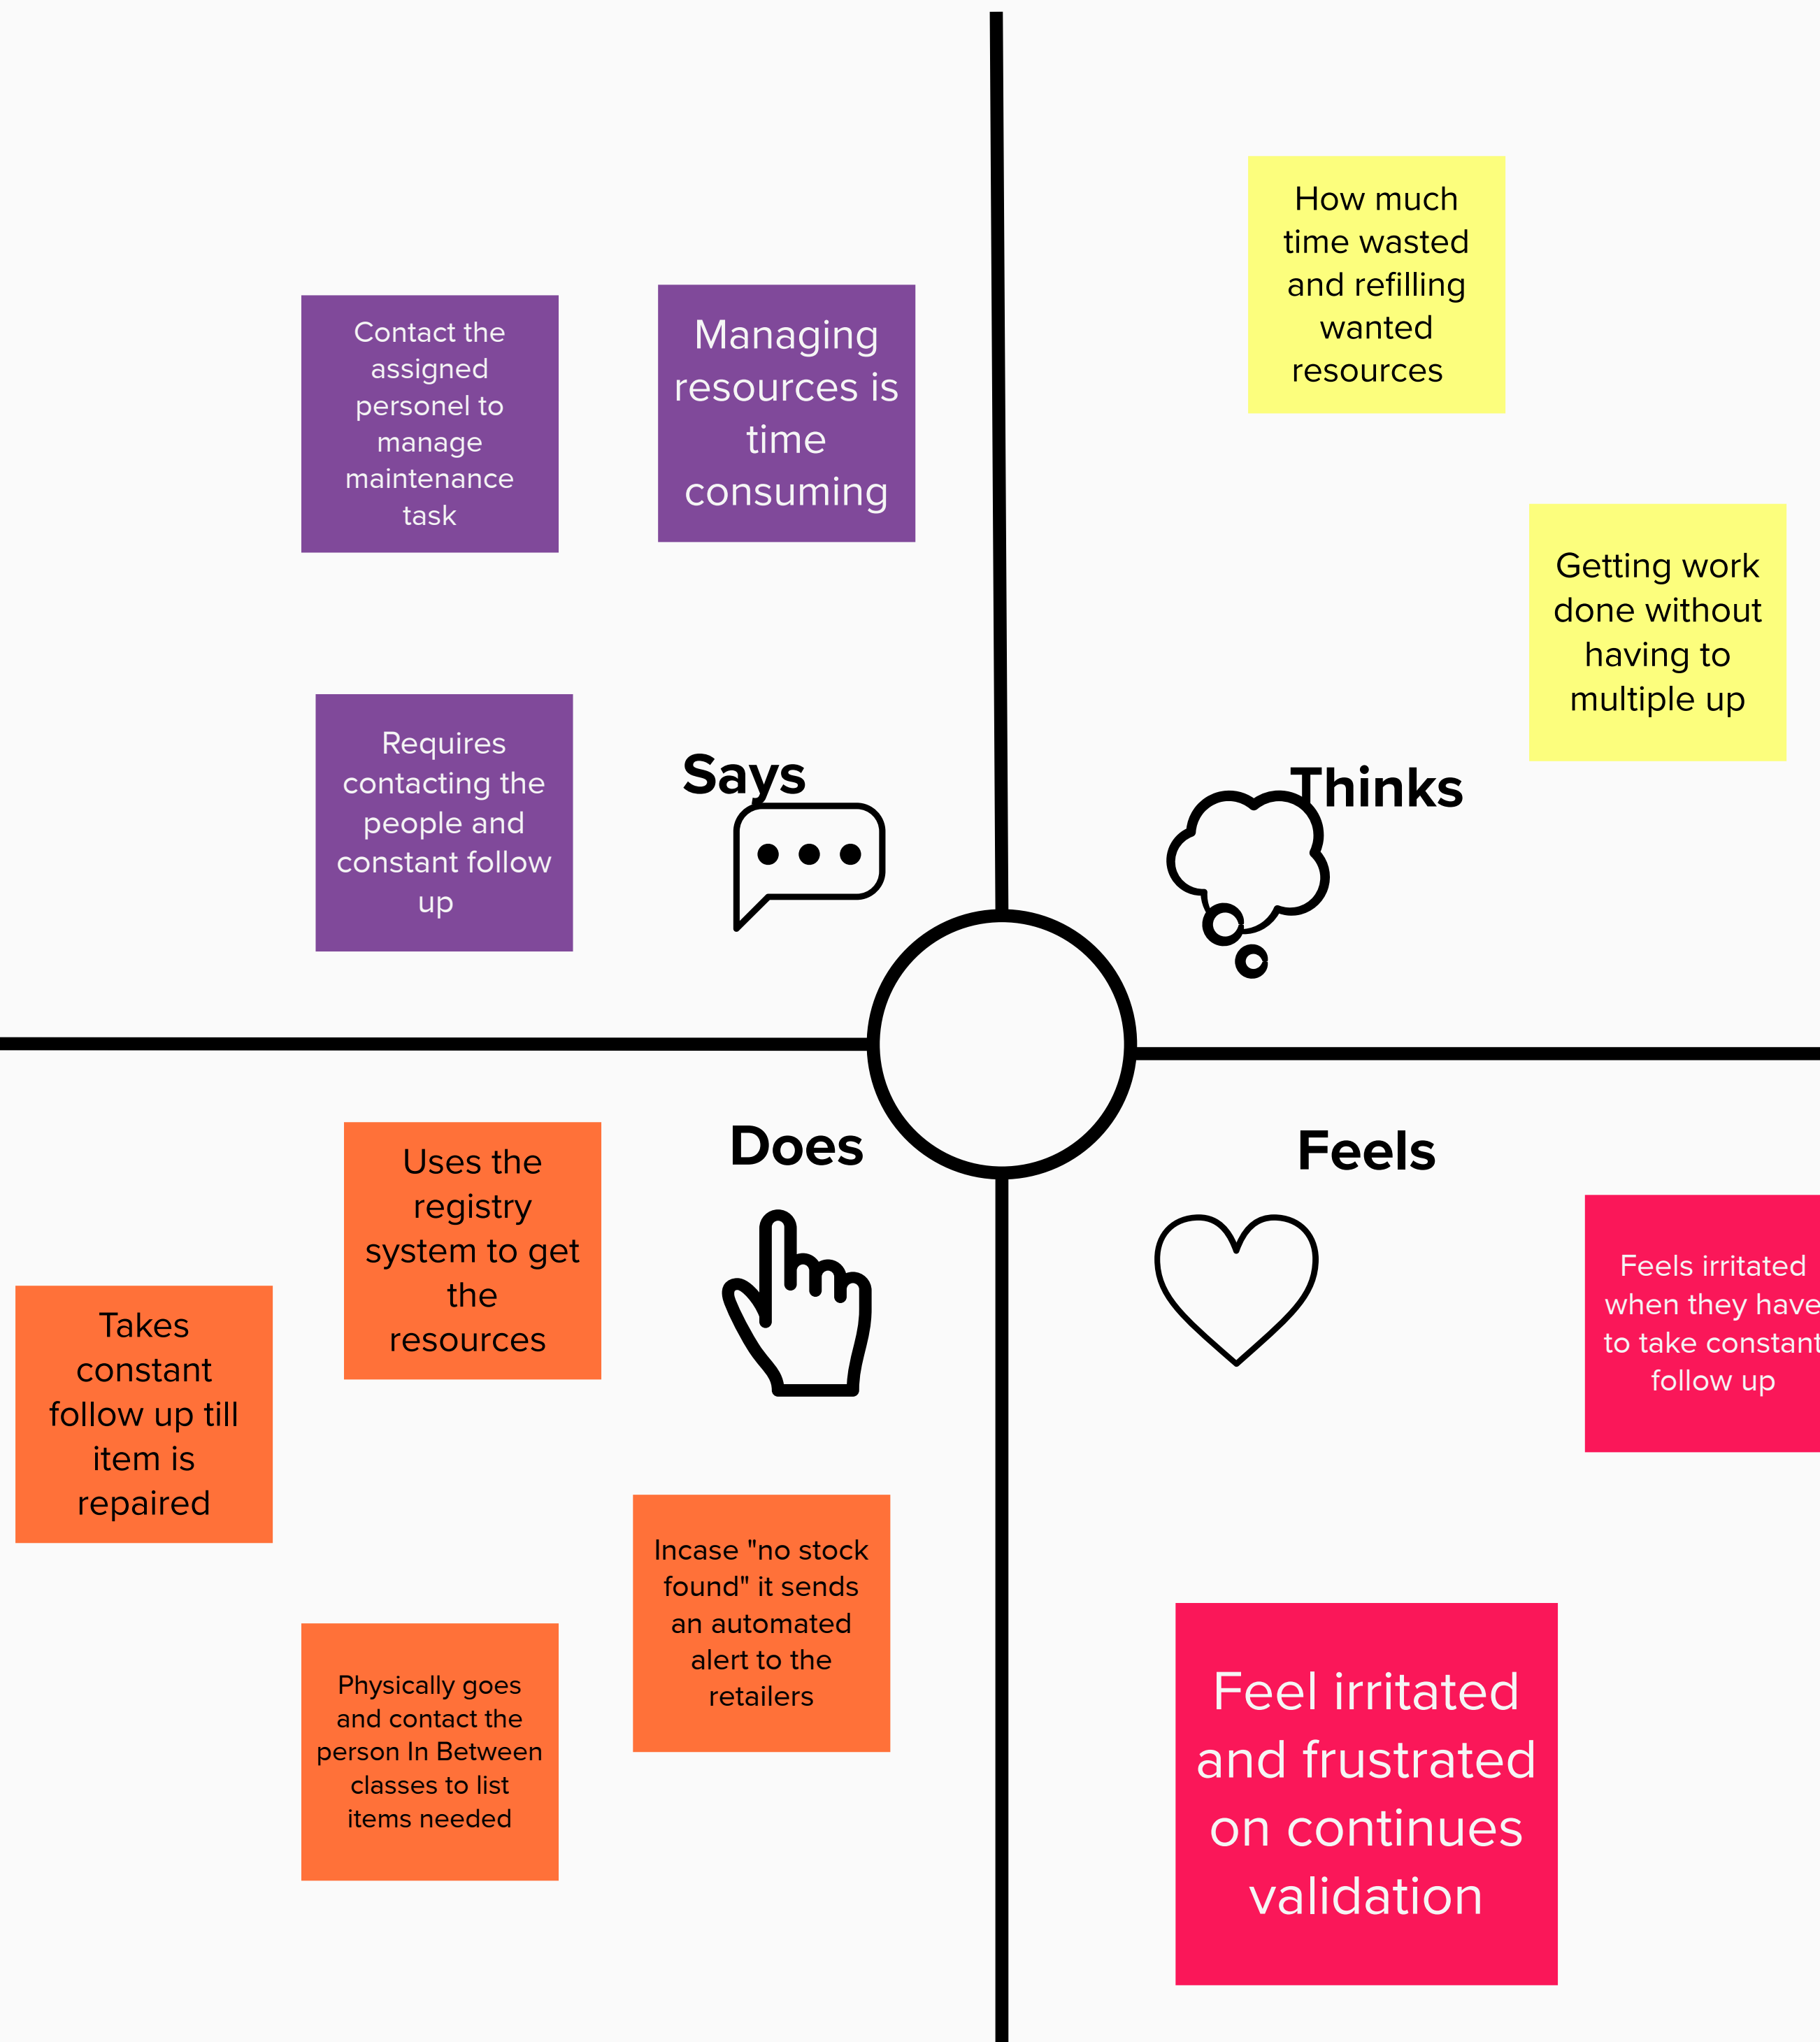 Contact the
assigned
personel to
manage
maintenance
task
Managing
resources is
time
consuming
Requires
contacting the
people and
constant follow
up
Says
How much
time wasted
and refilling
wanted
resources
Getting work
done without
having to
multiple up
Thinks
Does
Uses the
registry
system to get
the
resources
Takes
constant
follow up till
item is
repaired
Incase "no stock
found" it sends
an automated
alert to the
retailers
Physically goes
and contact the
person In Between
classes to list
items needed
Feels
Feels irritated
when they have
to take constant
follow up
Feel irritated
and frustrated
on continues
validation